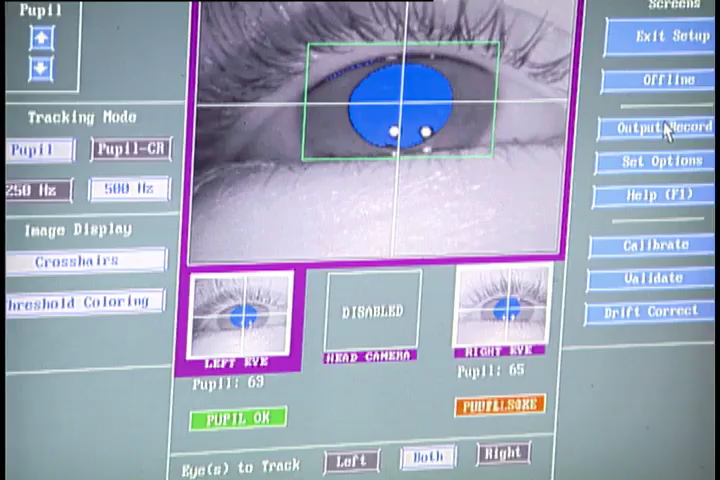 Pupil
Tracking Mode
Pupil
Pupil-CR
250 Hz
500 Hz
Image Display
Crosshairs
Threshold Coloring
LEFT EYE
Pupil: 69
PUPIL OK
DISABLED
HEAD CAMERA
RIGHT EYE
Pupil: 65
Eye(s) to Track
Left
Both
Right
Screens
Exit Setup
Offline
Output/Record
Set Options
Help (F1)
Calibrate
Validate
Drift Correct